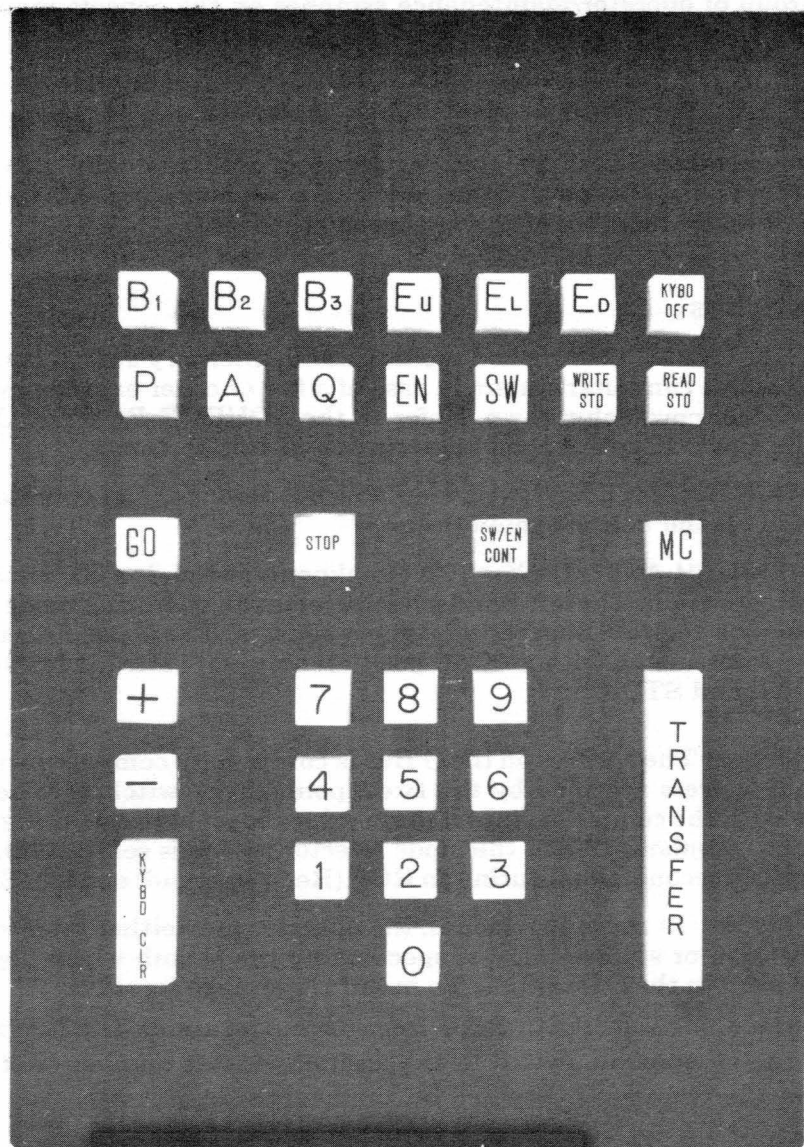 B1 B2 B3 EU EL ED KYBD OFF
P A Q EN SW WRITE STO READ STO
GO STOP SW/EN CONT MC
+ 7 8 9
- 4 5 6
1 2 3
0
KYBD CLR
TRANSFER